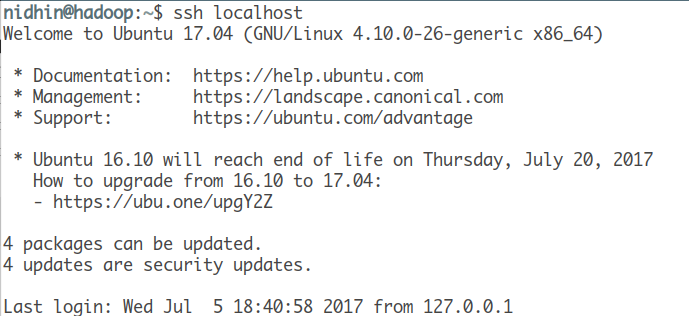 nidhin@hadoop:~$ ssh localhost
Welcome to Ubuntu 17.04 (GNU/Linux 4.10.0-26-generic x86_64)
* Documentation:  https://help.ubuntu.com
* Management:     https://landscape.canonical.com
* Support:        https://ubuntu.com/advantage
* Ubuntu 16.10 will reach end of life on Thursday, July 20, 2017
How to upgrade from 16.10 to 17.04:
- https://ubu.one/upgY2Z
4 packages can be updated.
4 updates are security updates.
Last login: Wed Jul  5 18:40:58 2017 from 127.0.0.1